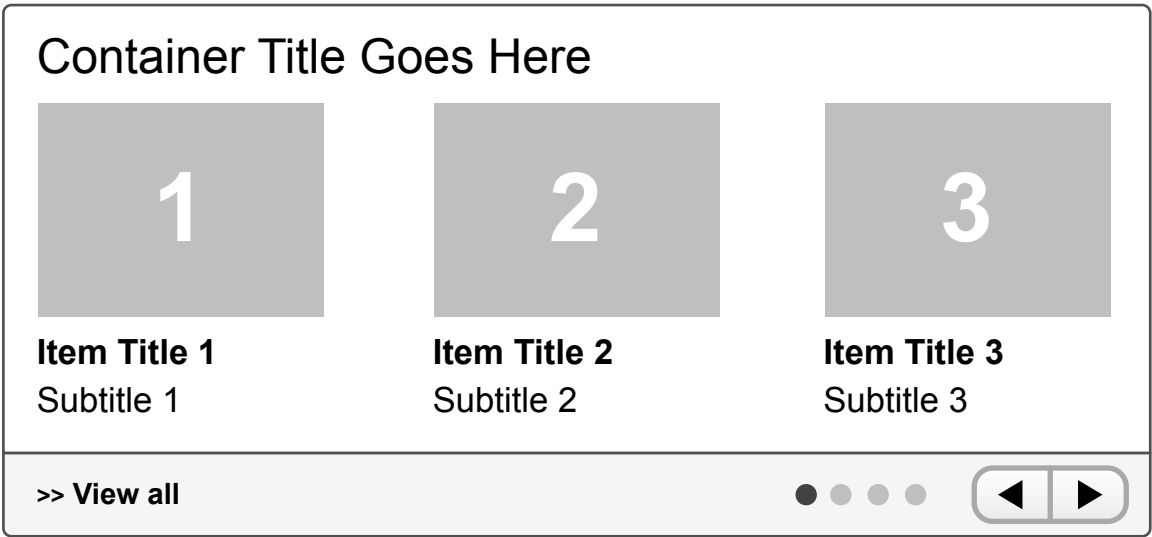 Container Title Goes Here
1 2 3
Item Title 1 Item Title 2 Item Title 3
Subtitle 1 Subtitle 2 Subtitle 3
>> View all